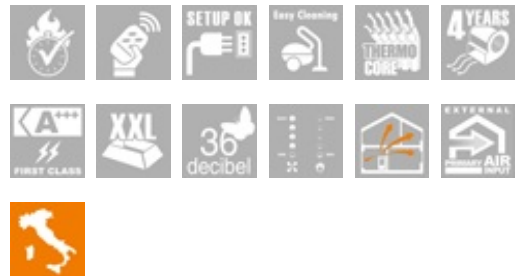 SETUP OK
Easy Cleaning
THERMO
CORE
4 YEARS
A+++
FIRST CLASS
XXL
36
decibel
EXTERNAL
PRIMARY AIR
INPUT